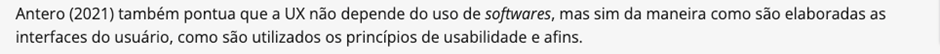 Antero (2021) também pontua que a UX não depende do uso de softwares, mas sim da maneira como são elaboradas as
interfaces do usuário, como são utilizados os princípios de usabilidade e afins.